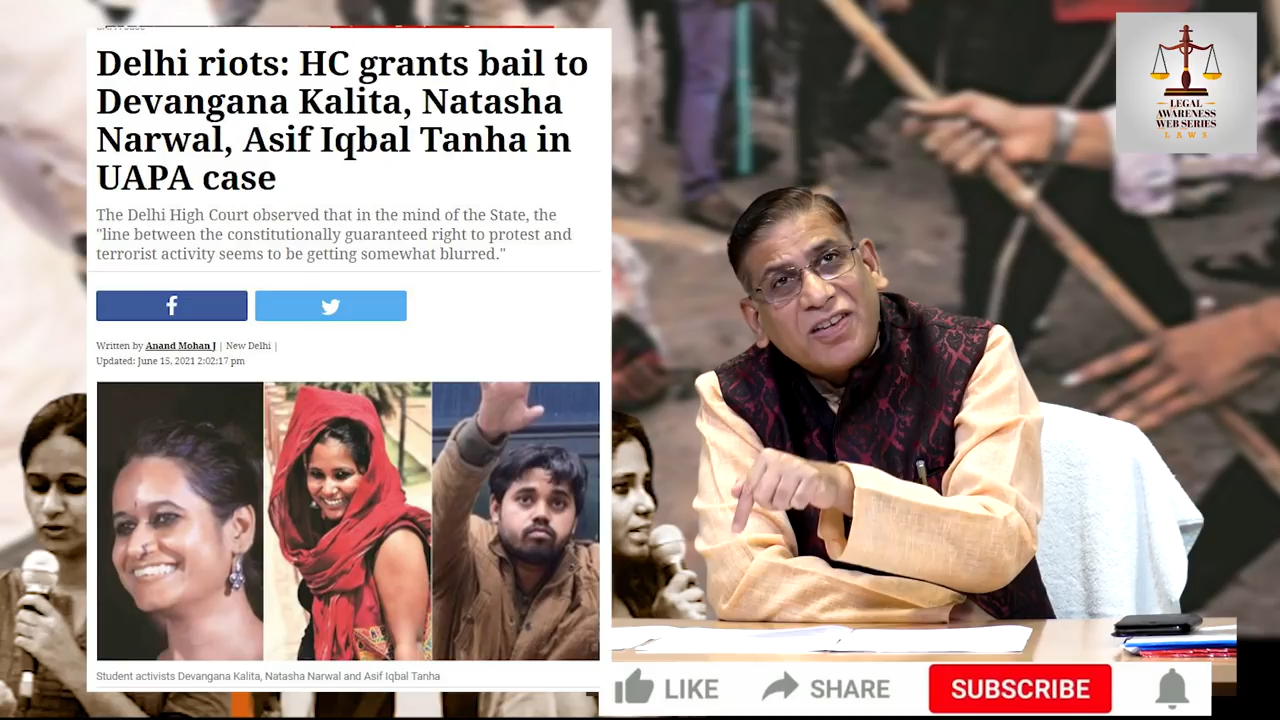 Delhi riots: HC grants bail to
Devangana Kalita, Natasha
Narwal, Asif Iqbal Tanha in
UAPA case
The Delhi High Court observed that in the mind of the State, the
"line between the constitutionally guaranteed right to protest and
terrorist activity seems to be getting somewhat blurred."
f
Written by Anand Mohan J | New Delhi |
Updated: June 15, 2021 2:02:17 pm
Student activists Devangana Kalita, Natasha Narwal and Asif Iqbal Tanha
LEGAL
AWARENESS
WEB SERIES
LAWS
LIKE
SHARE
SUBSCRIBE